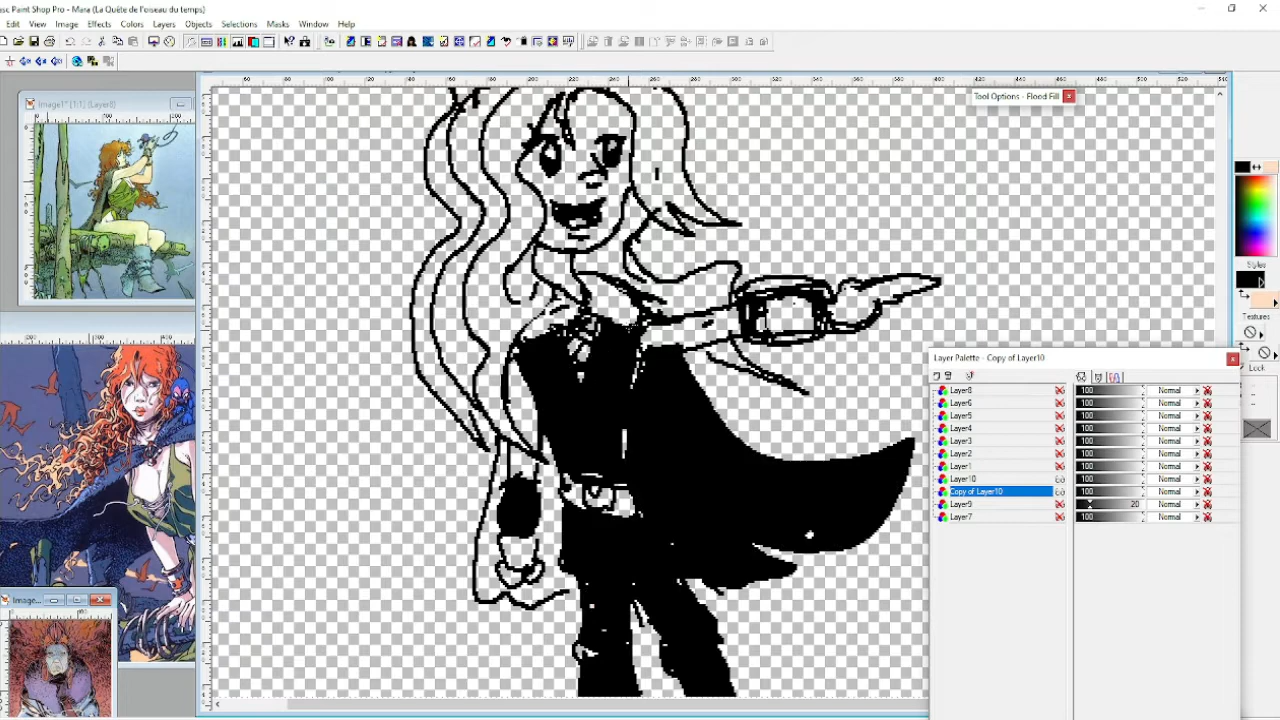 asc Paint Shop Pro - Mara (La Quête de l'oiseau du temps)
Edit View Image Effects Colors Layers Objects Selections Masks Window Help
Image1* [1:1] (Layer8)
Tool Options - Flood Fill
Styles
Textures
Lock
Layer Palette - Copy of Layer10
Layer8 100 Normal
Layer6 100 Normal
Layer5 100 Normal
Layer4 100 Normal
Layer3 100 Normal
Layer2 100 Normal
Layer1 100 Normal
Layer10 100 Normal
Copy of Layer10 100 Normal
Layer9 20 Normal
Layer7 100 Normal
Image...